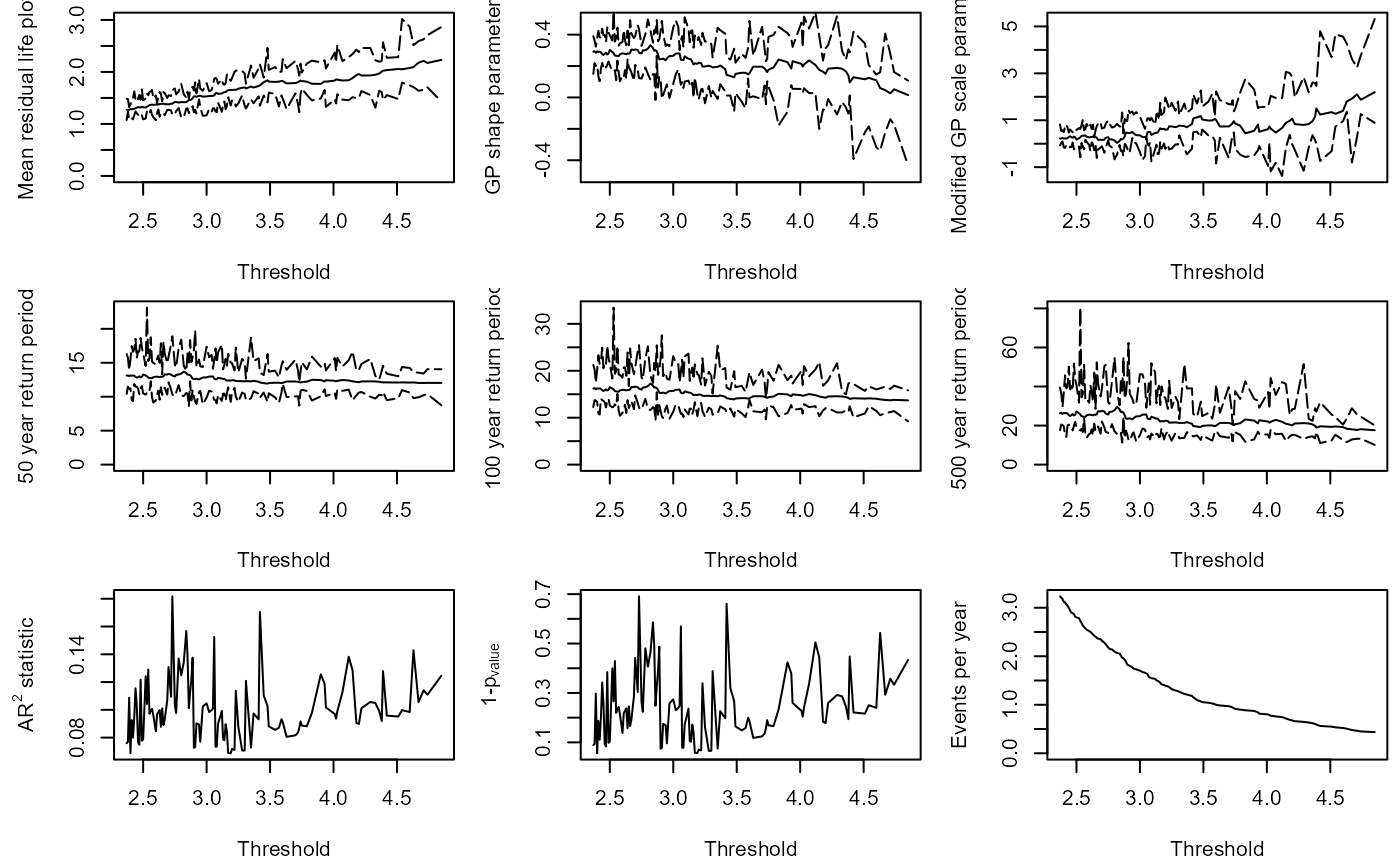 Mean residual life plo
0.0 1.0 2.0 3.0
2.5 3.0 3.5 4.0 4.5
Threshold
GP shape parameter
-0.4 0.0 0.4
2.5 3.0 3.5 4.0 4.5
Threshold
Modified GP scale param
-1 1 3 5
2.5 3.0 3.5 4.0 4.5
Threshold
50 year return period
0 5 15
2.5 3.0 3.5 4.0 4.5
Threshold
100 year return period
0 10 20 30
2.5 3.0 3.5 4.0 4.5
Threshold
500 year return period
0 20 60
2.5 3.0 3.5 4.0 4.5
Threshold
AR² statistic
0.08 0.14
2.5 3.0 3.5 4.0 4.5
Threshold
1-pvalue
0.1 0.3 0.5 0.7
2.5 3.0 3.5 4.0 4.5
Threshold
Events per year
0.0 1.0 2.0 3.0
2.5 3.0 3.5 4.0 4.5
Threshold